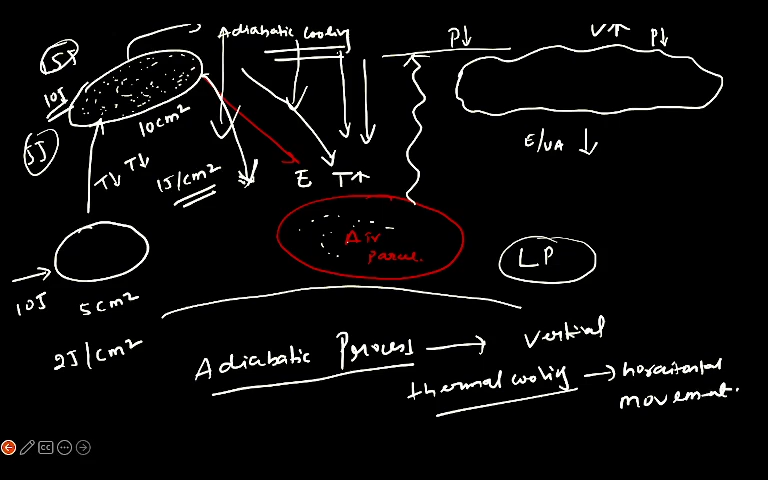 Adiabatic cooling
P↓
V↑
P↓
10J
5J
10cm²
T↓ T↓
1J/cm²
E/UA ↓
E T↑
Air
Parcel.
LP
10J
5cm²
2J/cm²
Adiabatic Process → Vertical
thermal cooling → horizontal
movement.
CC